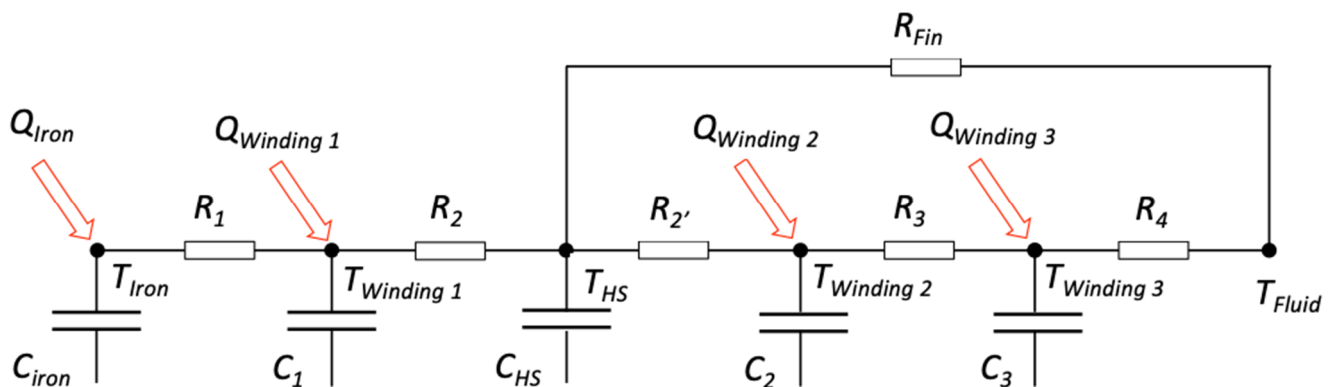 R_Fin
Q_Iron
Q_Winding 1
Q_Winding 2
Q_Winding 3
R_1
R_2
R_2'
R_3
R_4
T_Iron
T_Winding 1
T_HS
T_Winding 2
T_Winding 3
T_Fluid
C_iron
C_1
C_HS
C_2
C_3